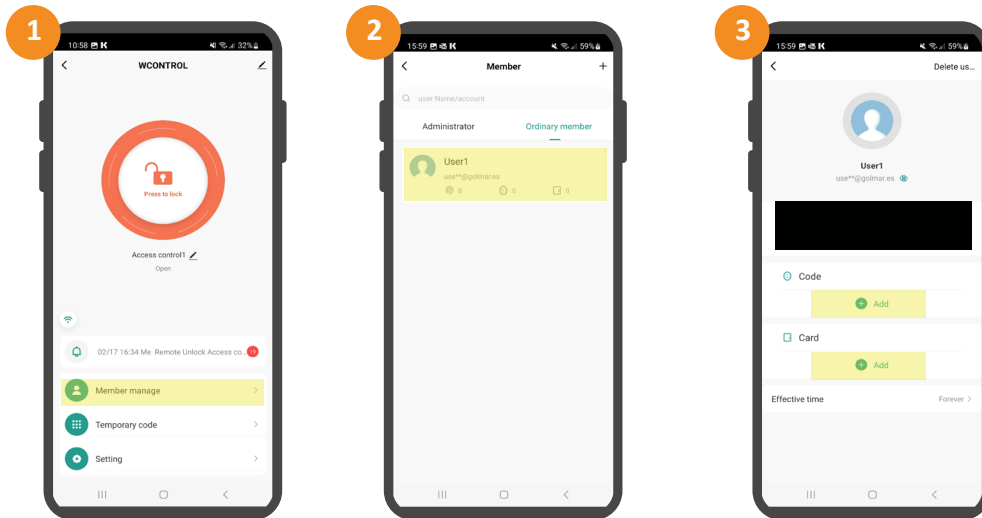 1
10:58 K 32%
WCONTROL
Press to lock
Access control1
Open
02/17 16:34 Me Remote Unlock Access co.. 19
Member manage
Temporary code
Setting
2
15:59 K 59%
Member
+
user Name/account
Administrator Ordinary member
User1
use**@golmar.es
0 0 0
3
15:59 K 59%
Delete us...
User1
use**@golmar.es
Code
Add
Card
Add
Effective time Forever